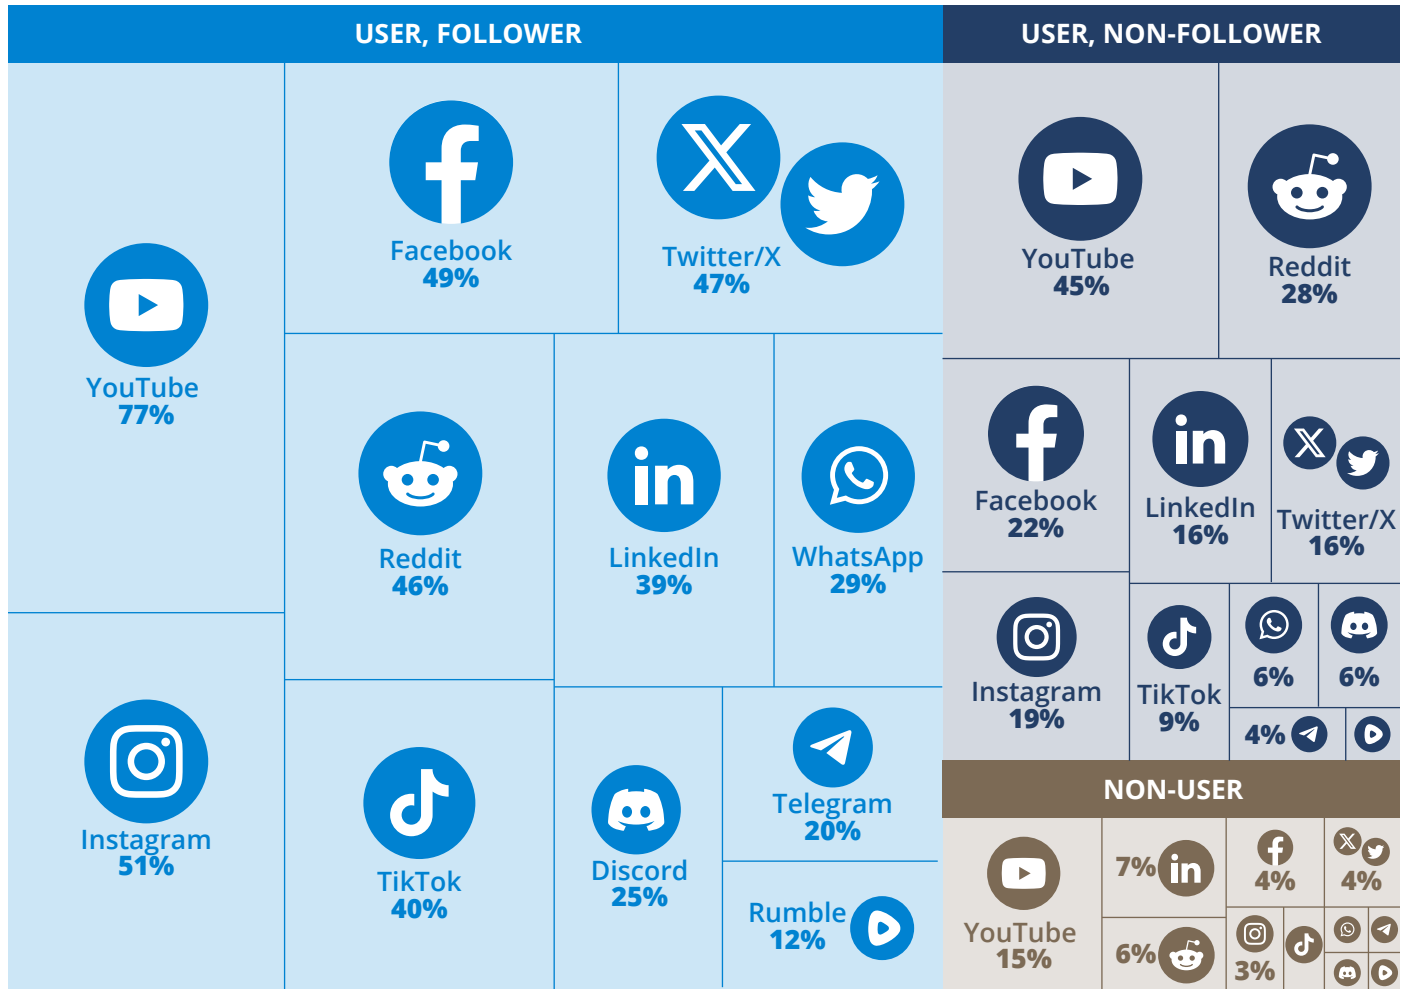 USER, FOLLOWER
YouTube
77%
Facebook
49%
Twitter/X
47%
Reddit
46%
LinkedIn
39%
WhatsApp
29%
Instagram
51%
TikTok
40%
Discord
25%
Telegram
20%
Rumble
12%
USER, NON-FOLLOWER
YouTube
45%
Reddit
28%
Facebook
22%
LinkedIn
16%
Twitter/X
16%
Instagram
19%
TikTok
9%
6%
6%
4%
NON-USER
YouTube
15%
7%
6%
4%
4%
3%